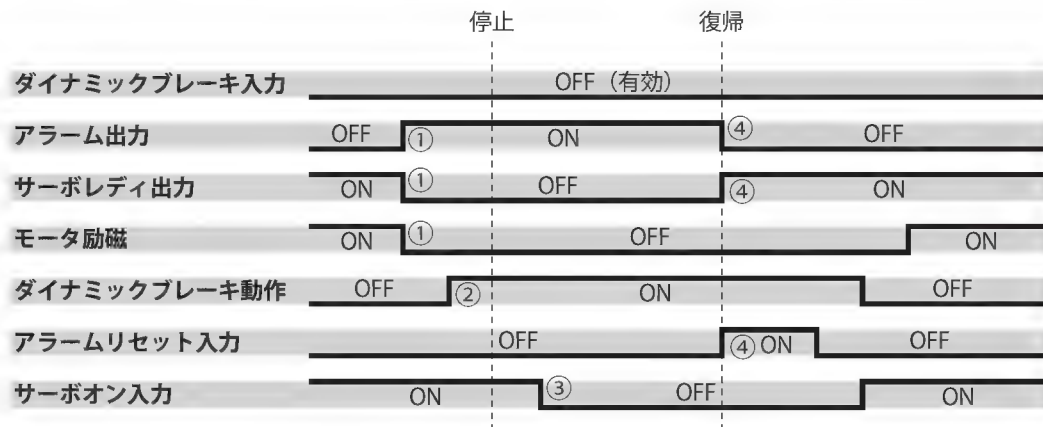 停止 復帰
ダイナミックブレーキ入力 OFF（有効）
アラーム出力 OFF ① ON ④ OFF
サーボレディ出力 ON ① OFF ④ ON
モータ励磁 ON ① OFF ON
ダイナミックブレーキ動作 OFF ② ON OFF
アラームリセット入力 OFF ④ ON OFF
サーボオン入力 ON ③ OFF ON